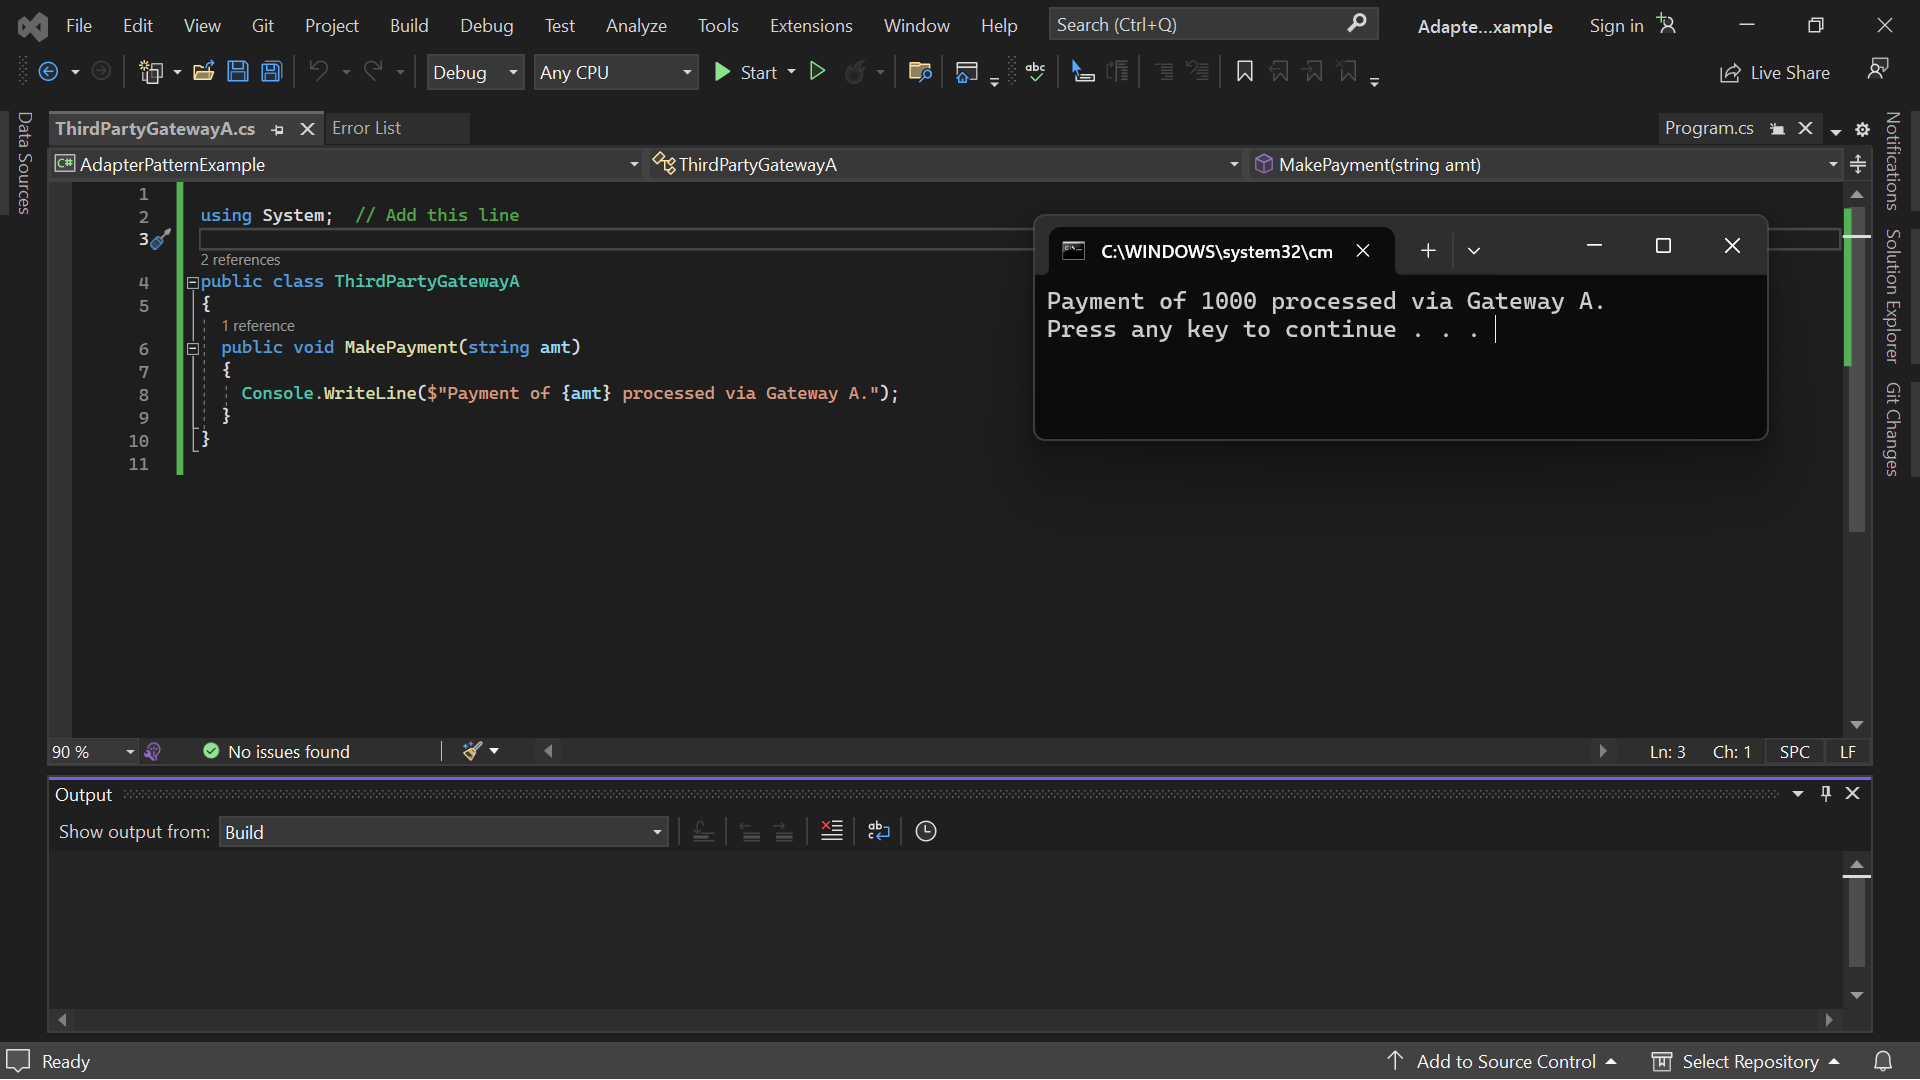 File Edit View Git Project Build Debug Test Analyze Tools Extensions Window Help Search (Ctrl+Q) Adapte...xample Sign in
Debug Any CPU Start abc Live Share
ThirdPartyGatewayA.cs Error List Program.cs
C# AdapterPatternExample ThirdPartyGatewayA MakePayment(string amt)
Data Sources
Notifications
Solution Explorer
Git Changes
1
2 using System;  // Add this line
3
2 references
4 public class ThirdPartyGatewayA
5 {
1 reference
6 public void MakePayment(string amt)
7 {
8 Console.WriteLine($"Payment of {amt} processed via Gateway A.");
9 }
10 }
11
C:\WINDOWS\system32\cm
Payment of 1000 processed via Gateway A.
Press any key to continue . . .
90 % No issues found Ln: 3 Ch: 1 SPC LF
Output
Show output from: Build
Ready Add to Source Control Select Repository